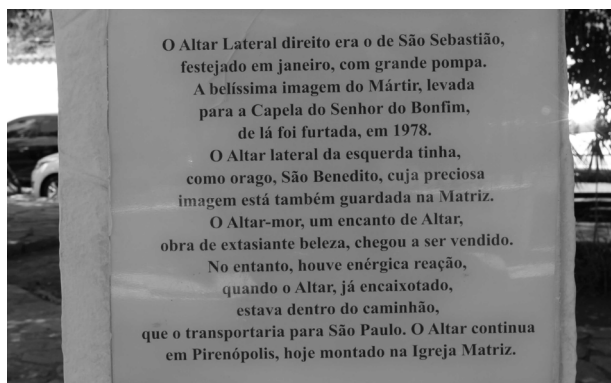 O Altar Lateral direito era o de São Sebastião,
festejado em janeiro, com grande pompa.
A belíssima imagem do Mártir, levada
para a Capela do Senhor do Bonfim,
de lá foi furtada, em 1978.
O Altar lateral da esquerda tinha,
como orago, São Benedito, cuja preciosa
imagem está também guardada na Matriz.
O Altar-mor, um encanto de Altar,
obra de extasiante beleza, chegou a ser vendido.
No entanto, houve enérgica reação,
quando o Altar, já encaixotado,
estava dentro do caminhão,
que o transportaria para São Paulo. O Altar continua
em Pirenópolis, hoje montado na Igreja Matriz.